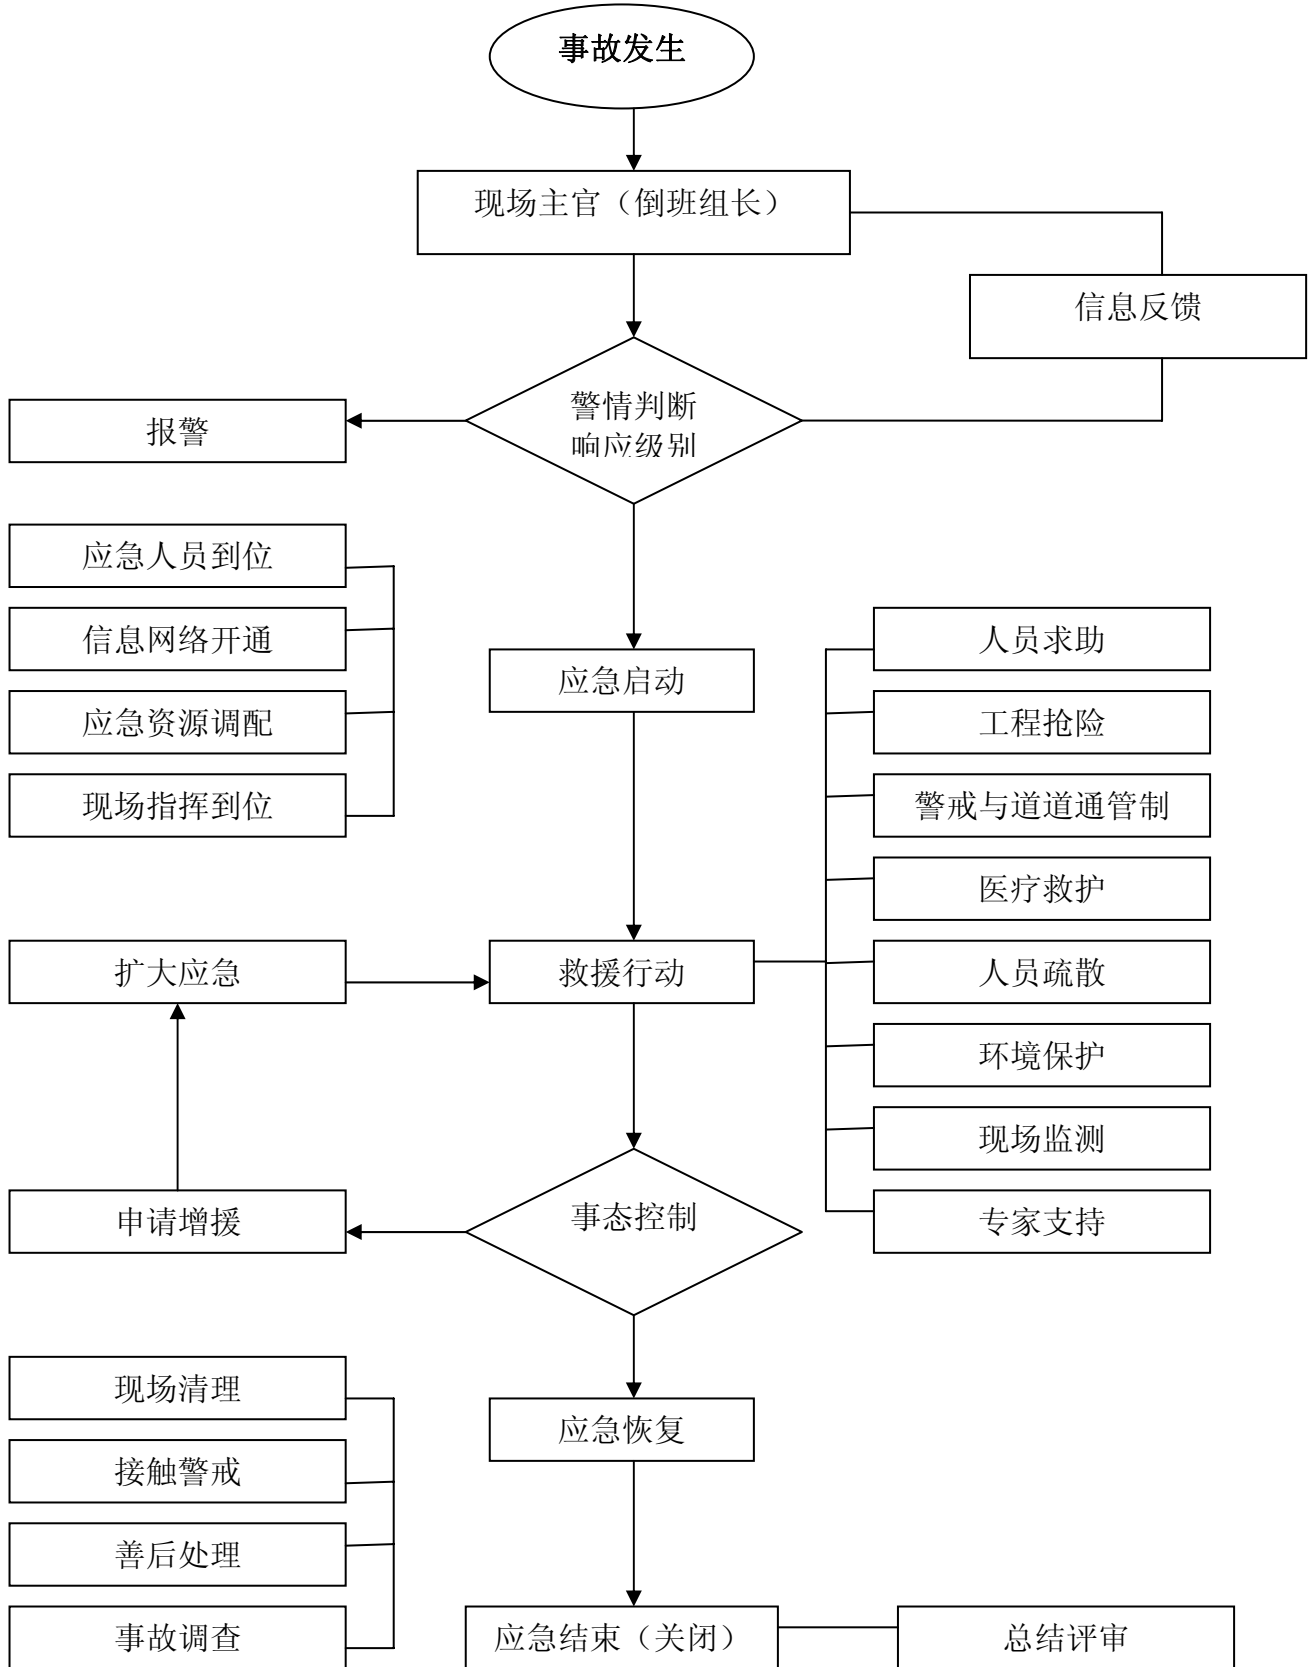 事故发生
现场主官（倒班组长）
信息反馈
警情判断
响应级别
报警
应急人员到位
信息网络开通
应急资源调配
现场指挥到位
应急启动
人员求助
工程抢险
警戒与道道通管制
医疗救护
人员疏散
环境保护
现场监测
专家支持
扩大应急
救援行动
申请增援
事态控制
现场清理
接触警戒
善后处理
事故调查
应急恢复
应急结束（关闭）
总结评审